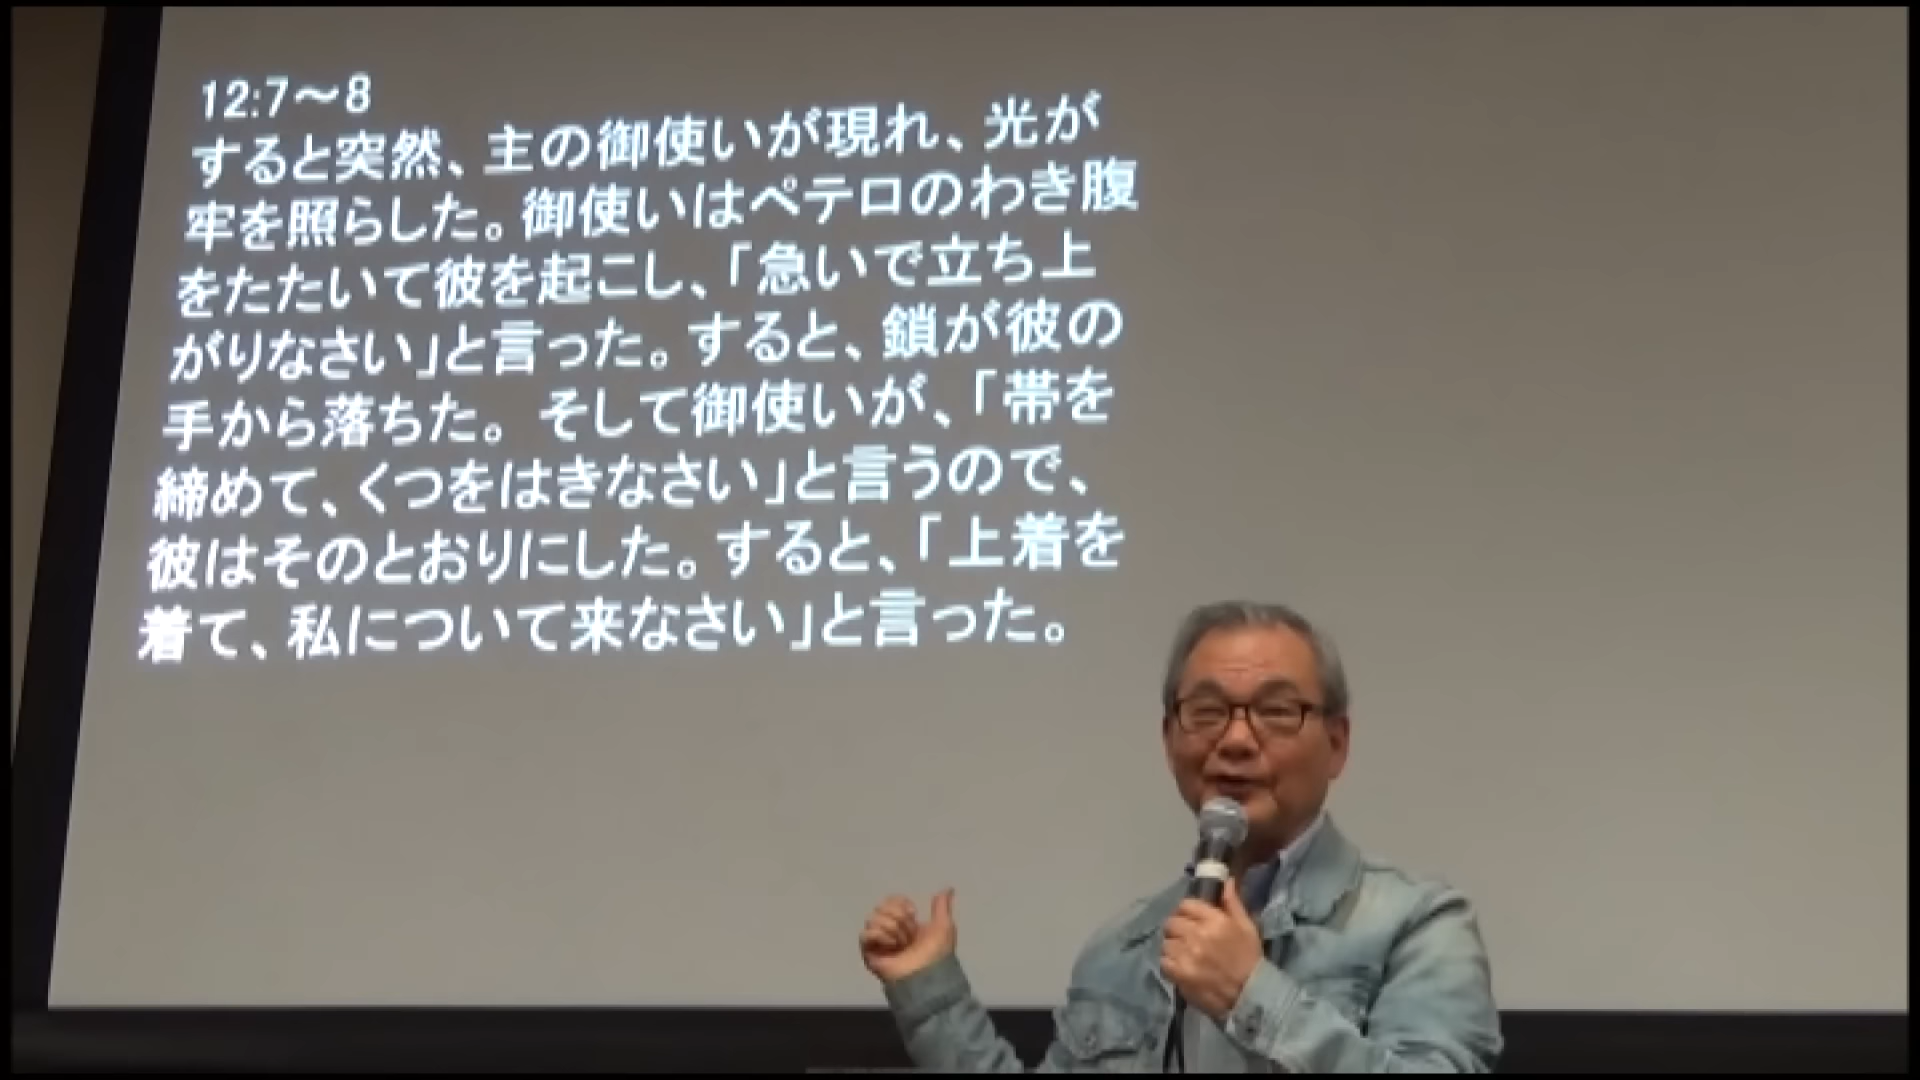 12:7～8
すると突然、主の御使いが現れ、光が
牢を照らした。御使いはペテロのわき腹
をたたいて彼を起こし、「急いで立ち上
がりなさい」と言った。すると、鎖が彼の
手から落ちた。 そして御使いが、「帯を
締めて、くつをはきなさい」と言うので、
彼はそのとおりにした。すると、「上着を
着て、私について来なさい」と言った。